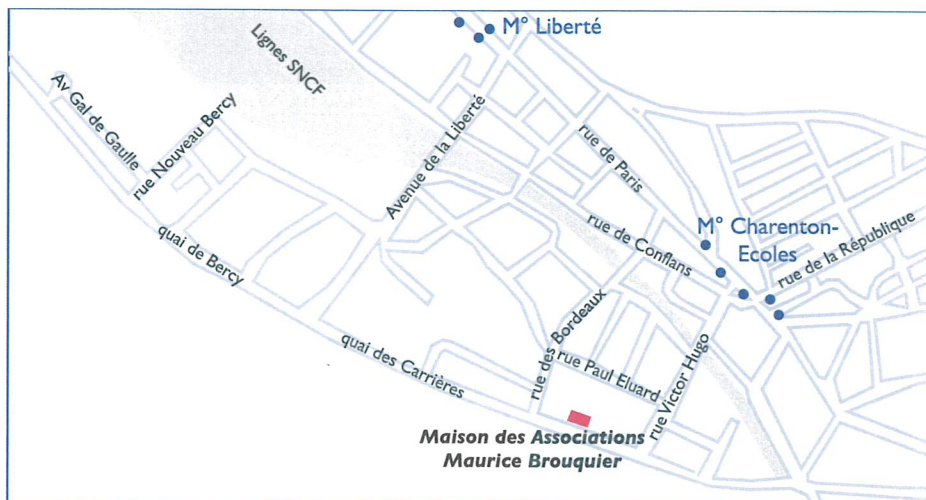 M° Liberté
Lignes SNCF
Av Gal de Gaulle
rue Nouveau Bercy
Avenue de la Liberté
rue de Paris
M° Charenton-
Ecoles
rue de la République
rue de Conflans
quai de Bercy
rue des Bordeaux
quai des Carrières
rue Paul Eluard
rue Victor Hugo
Maison des Associations
Maurice Brouquier